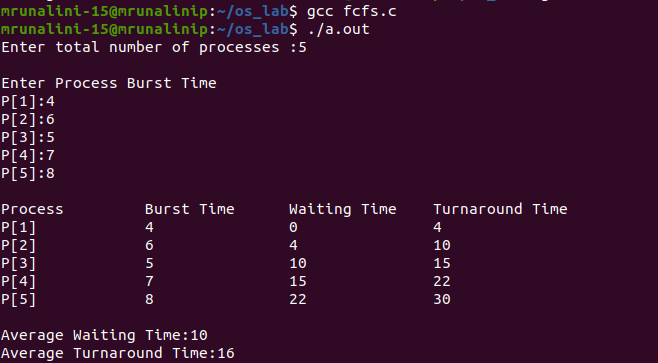 mrunalini-15@mrunalinip:~/os_lab$ gcc fcfs.c
mrunalini-15@mrunalinip:~/os_lab$ ./a.out
Enter total number of processes :5
Enter Process Burst Time
P[1]:4
P[2]:6
P[3]:5
P[4]:7
P[5]:8
Process Burst Time Waiting Time Turnaround Time
P[1] 4 0 4
P[2] 6 4 10
P[3] 5 10 15
P[4] 7 15 22
P[5] 8 22 30
Average Waiting Time:10
Average Turnaround Time:16